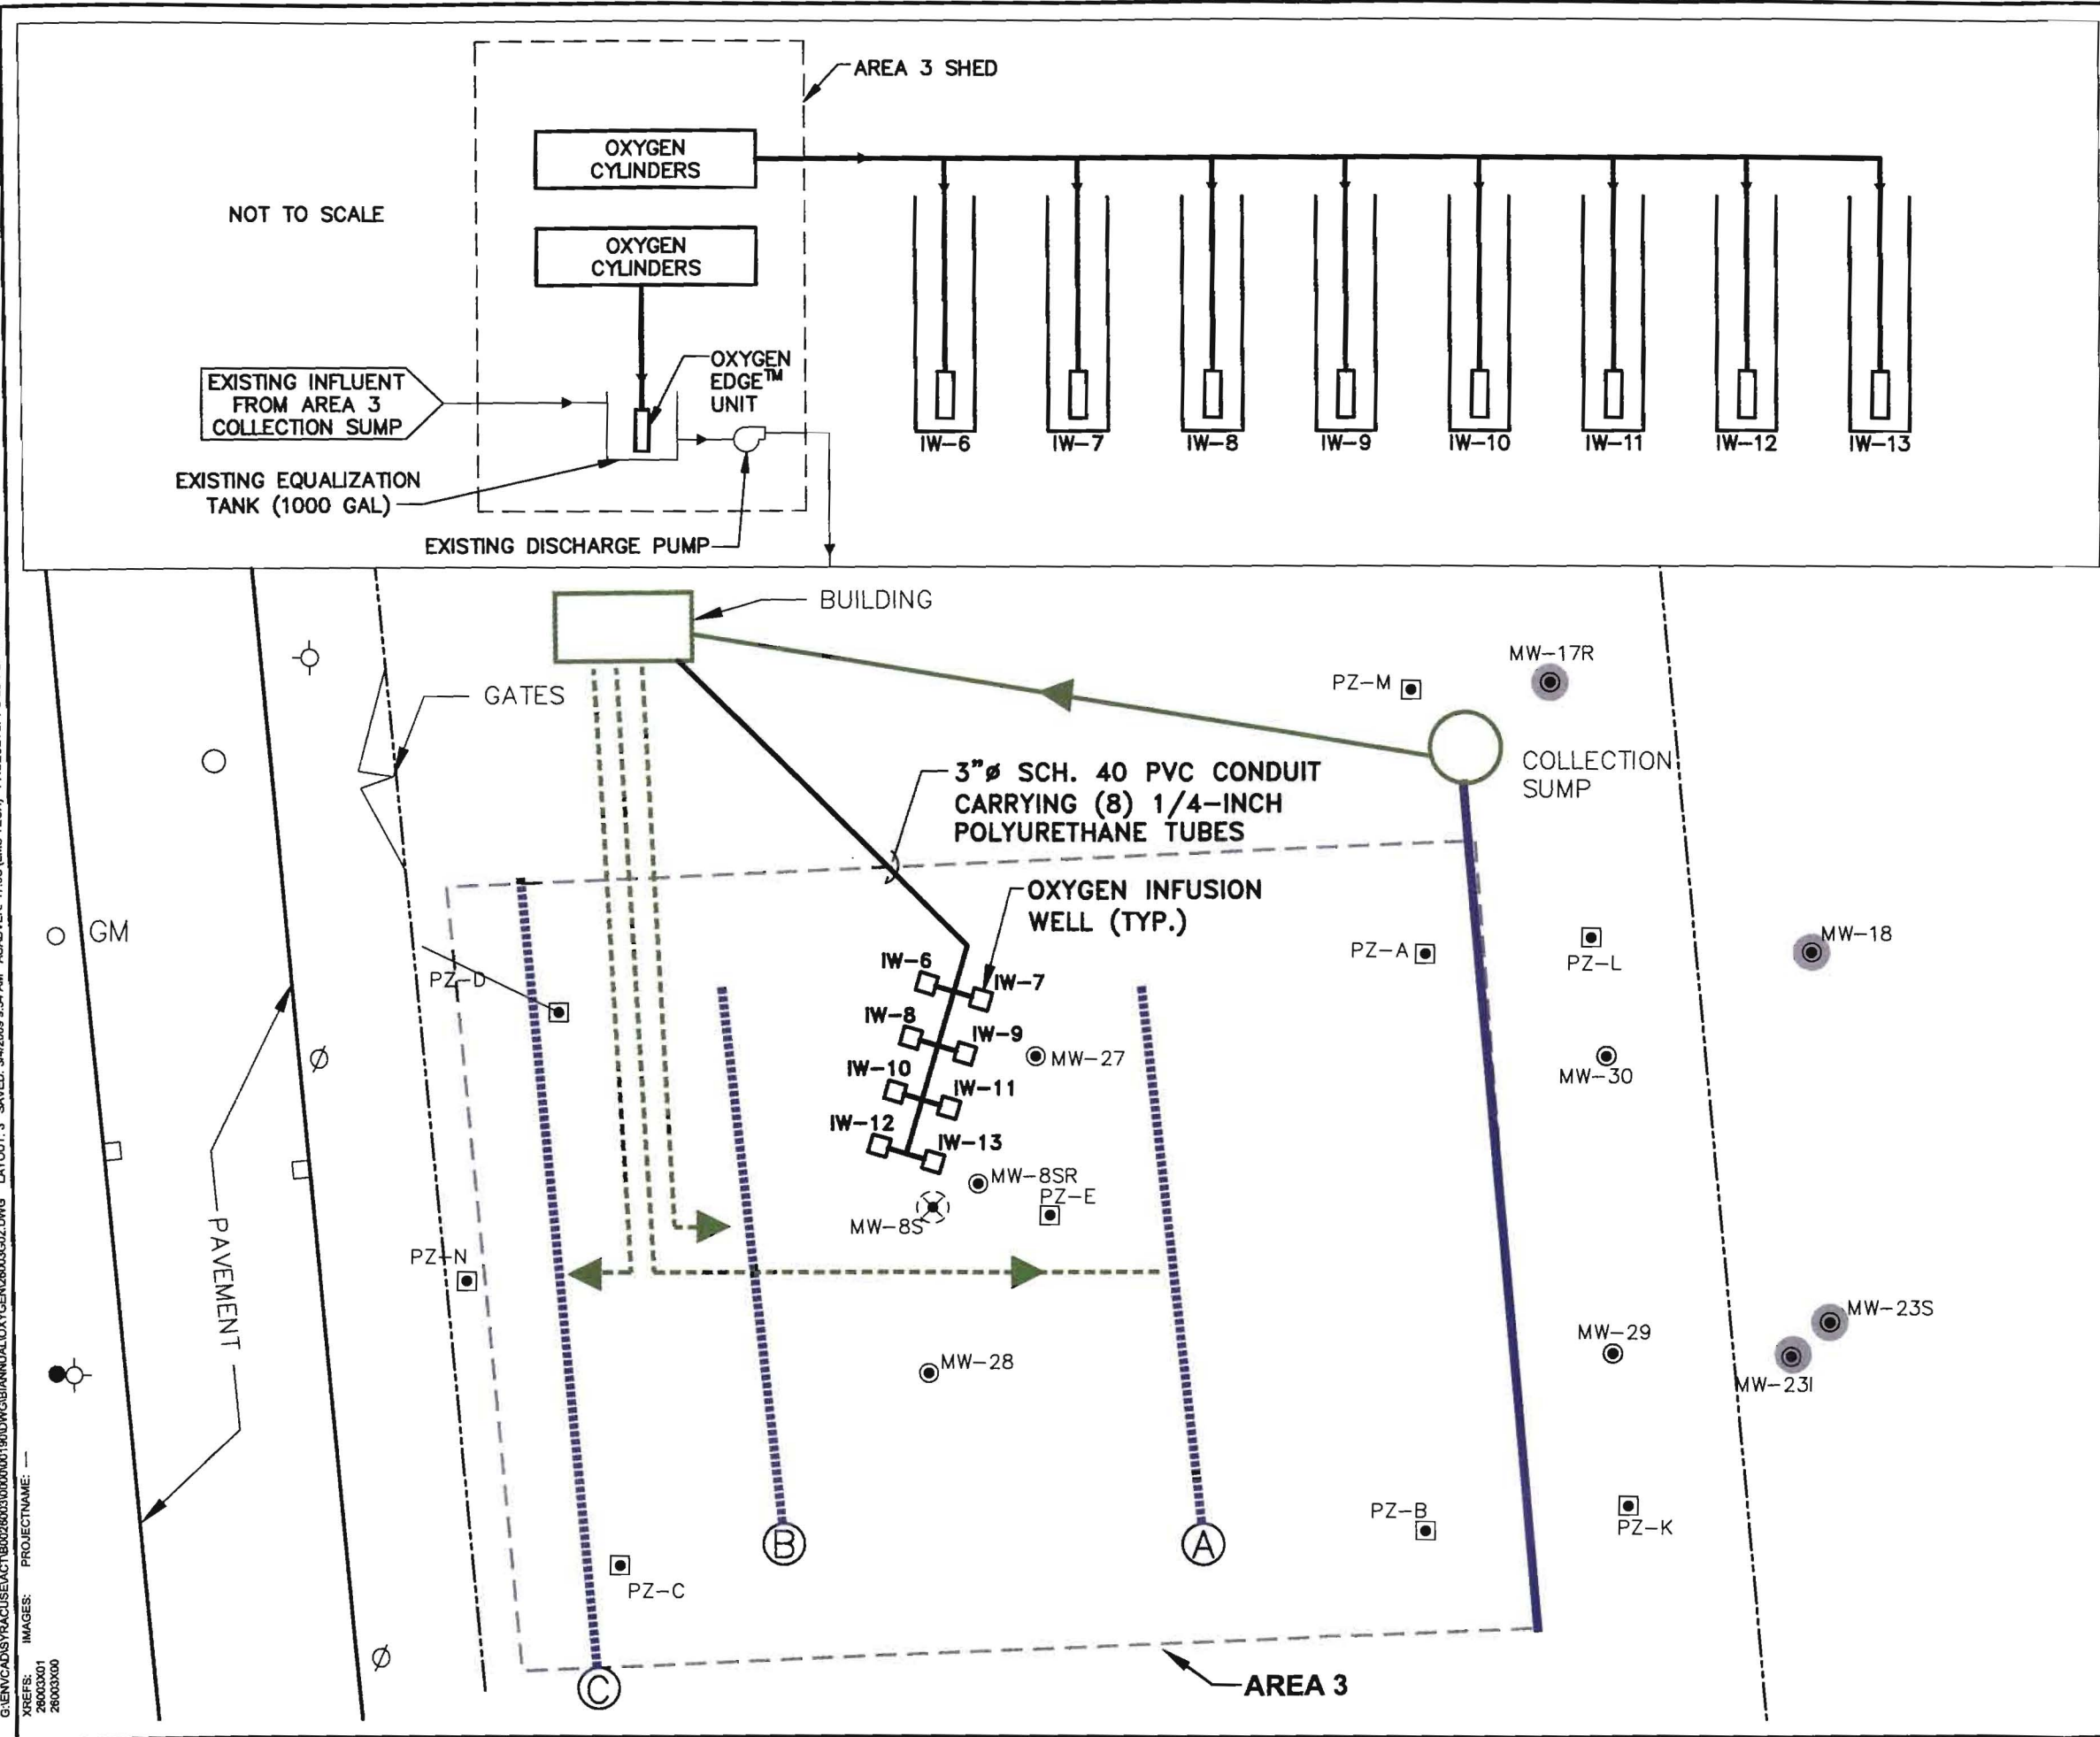 AREA 3 SHED
OXYGEN
CYLINDERS
NOT TO SCALE
OXYGEN
CYLINDERS
OXYGEN
EDGE™
UNIT
EXISTING INFLUENT
FROM AREA 3
COLLECTION SUMP
EXISTING EQUALIZATION
TANK (1000 GAL)
EXISTING DISCHARGE PUMP
IW-6
IW-7
IW-8
IW-9
IW-10
IW-11
IW-12
IW-13
BUILDING
GATES
MW-17R
PZ-M
COLLECTION
SUMP
3"ø SCH. 40 PVC CONDUIT
CARRYING (8) 1/4-INCH
POLYURETHANE TUBES
OXYGEN INFUSION
WELL (TYP.)
GM
PZ-D
IW-6
IW-7
IW-8
IW-9
IW-10
IW-11
IW-12
IW-13
PZ-A
PZ-L
MW-18
MW-27
MW-30
MW-8SR
PZ-E
MW-8S
PZ-N
PAVEMENT
MW-28
MW-29
MW-23S
MW-23I
PZ-B
PZ-K
B
A
PZ-C
C
AREA 3
XREFS: IMAGES: PROJECTNAME: ---
26003X01
26003X00